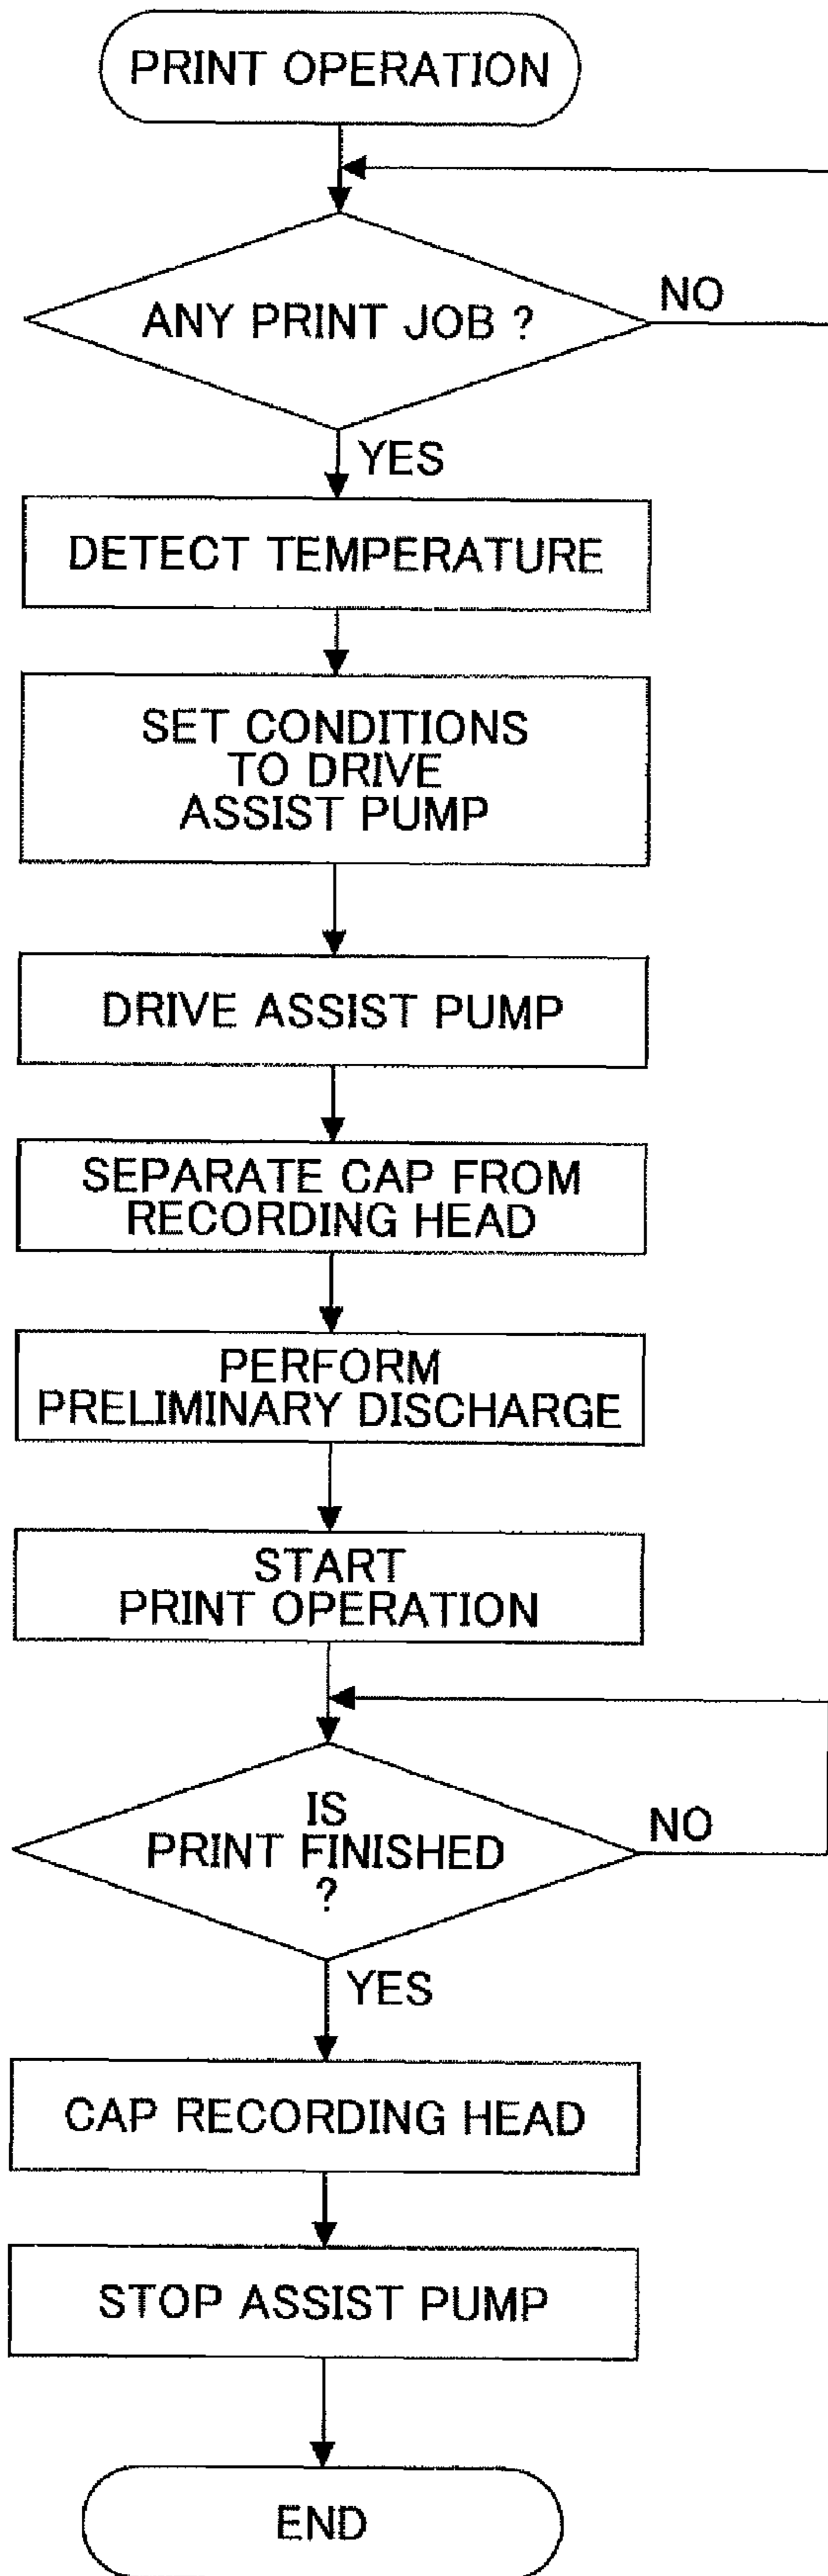 PRINT OPERATION
ANY PRINT JOB ?
NO
YES
DETECT TEMPERATURE
SET CONDITIONS
TO DRIVE
ASSIST PUMP
DRIVE ASSIST PUMP
SEPARATE CAP FROM
RECORDING HEAD
PERFORM
PRELIMINARY DISCHARGE
START
PRINT OPERATION
IS
PRINT FINISHED
?
NO
YES
CAP RECORDING HEAD
STOP ASSIST PUMP
END